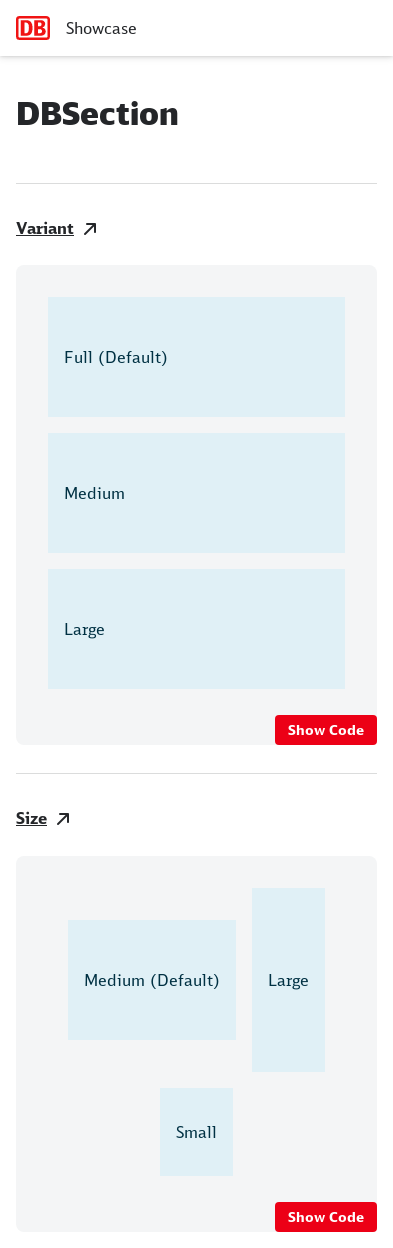 DB Showcase
DBSection
Variant
Full (Default)
Medium
Large
Show Code
Size
Medium (Default)
Large
Small
Show Code